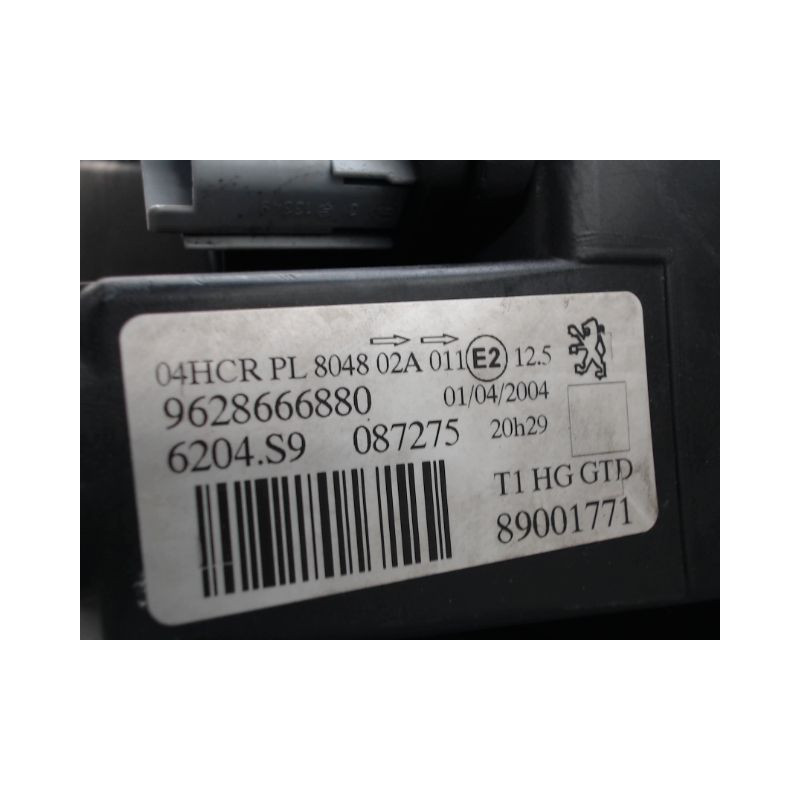 04HCR PL 8048 02A 011 E2 12.5
9628666880 01/04/2004
6204.S9 087275 20h29
T1 HG GTD
89001771